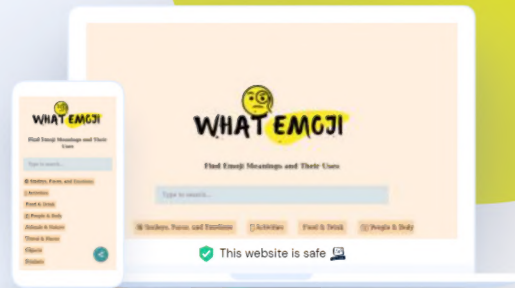 WHAT EMOJI
Find Emoji Meanings and Their Uses
Type to search...
Smileys, Faces, and Emotions
Activities
Food & Drink
People & Body
This website is safe
WHAT EMOJI
Find Emoji Meanings and Their
Uses
Type to search...
Smileys, Faces, and Emotions
Activities
Food & Drink
People & Body
Animals & Nature
Travel & Places
Objects
Symbols